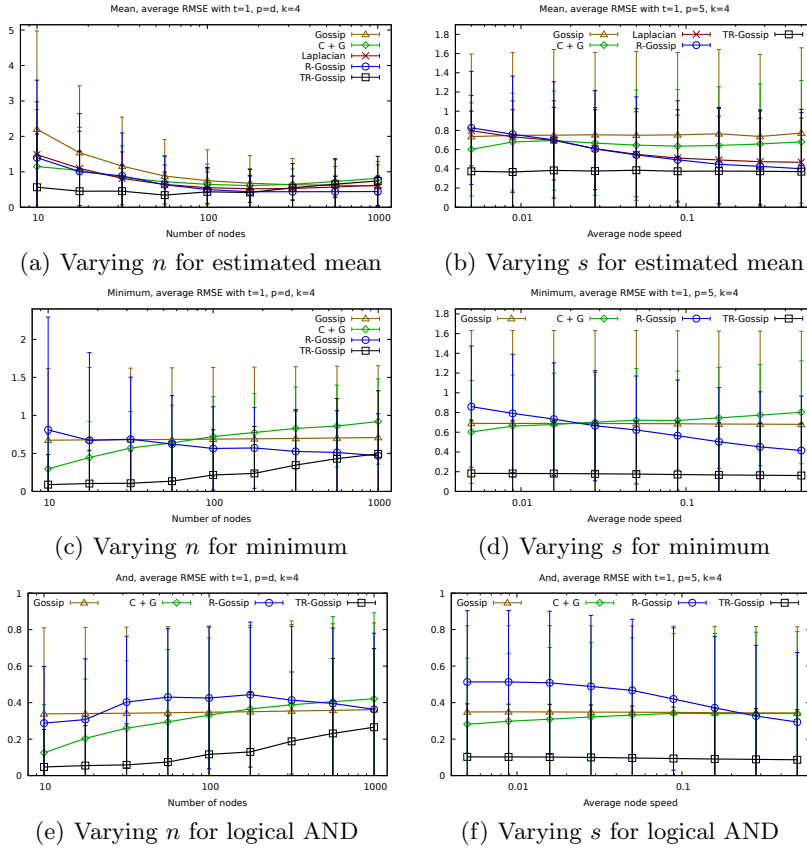 Mean, average RMSE with t=1, p=d, k=4
Gossip
C + G
Laplacian
R-Gossip
TR-Gossip
5
4
3
2
1
0
10 100 1000
Number of nodes
(a) Varying n for estimated mean
Mean, average RMSE with t=1, p=5, k=4
Gossip Laplacian TR-Gossip
C + G R-Gossip
1.8
1.6
1.4
1.2
1
0.8
0.6
0.4
0.2
0
0.01 0.1
Average node speed
(b) Varying s for estimated mean
Minimum, average RMSE with t=1, p=d, k=4
Gossip
C + G
R-Gossip
TR-Gossip
2
1.5
1
0.5
0
10 100 1000
Number of nodes
(c) Varying n for minimum
Minimum, average RMSE with t=1, p=5, k=4
Gossip C + G R-Gossip TR-Gossip
1.8
1.6
1.4
1.2
1
0.8
0.6
0.4
0.2
0
0.01 0.1
Average node speed
(d) Varying s for minimum
And, average RMSE with t=1, p=d, k=4
Gossip C + G R-Gossip TR-Gossip
1
0.8
0.6
0.4
0.2
0
10 100 1000
Number of nodes
(e) Varying n for logical AND
And, average RMSE with t=1, p=5, k=4
Gossip C + G R-Gossip TR-Gossip
1
0.8
0.6
0.4
0.2
0
0.01 0.1
Average node speed
(f) Varying s for logical AND